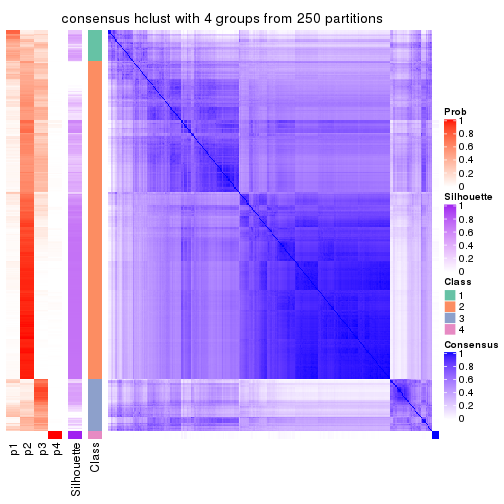 consensus hclust with 4 groups from 250 partitions
Prob
1
0.8
0.6
0.4
0.2
0
Silhouette
1
0.8
0.6
0.4
0.2
0
Class
1
2
3
4
Consensus
1
0.8
0.6
0.4
0.2
0
p1
p2
p3
p4
Silhouette
Class